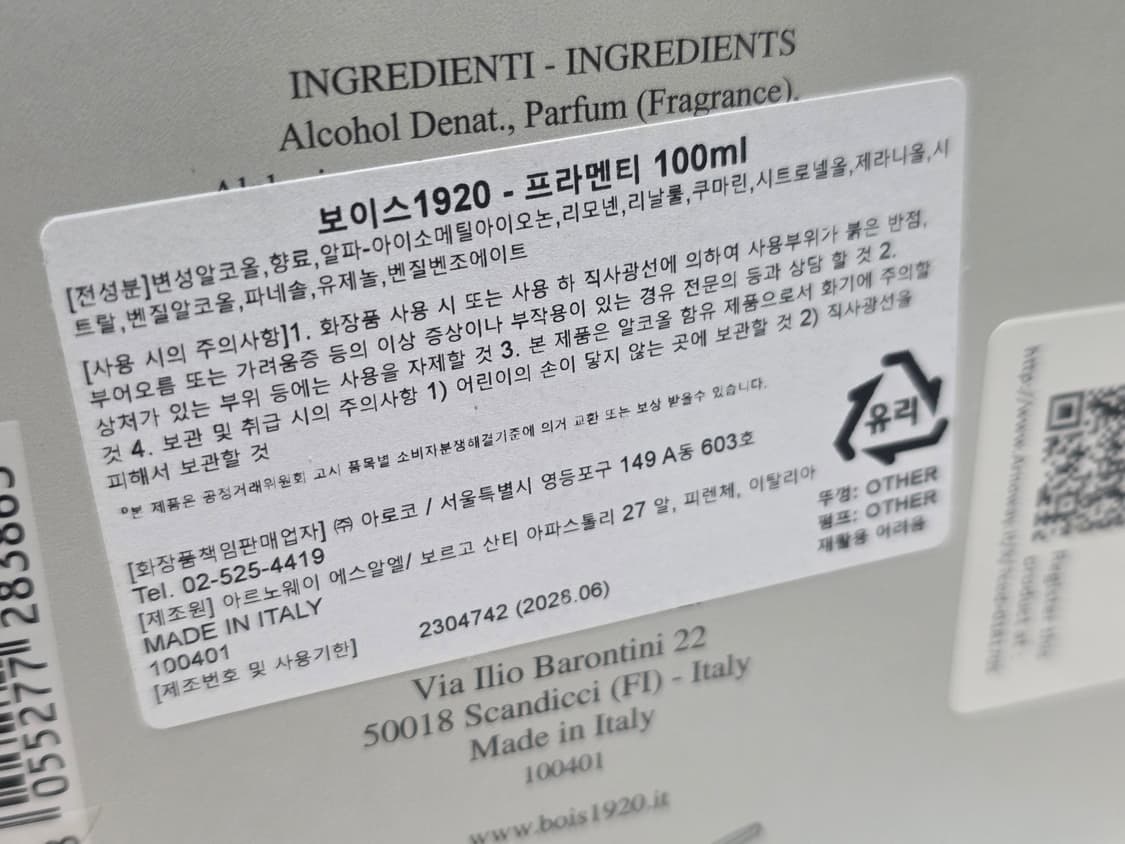 INGREDIENTI - INGREDIENTS
Alcohol Denat., Parfum (Fragrance).
보이스1920 - 프라멘티 100ml
[전성분]변성알코올,향료,알파-아이소메틸아이오논,리모넨,리날룰,쿠마린,시트로넬올,제라니올,시
트랄,벤질알코올,파네솔,유제놀,벤질벤조에이트
[사용 시의 주의사항]1. 화장품 사용 시 또는 사용 하 직사광선에 의하여 사용부위가 붉은 반점,
부어오름 또는 가려움증 등의 이상 증상이나 부작용이 있는 경우 전문의 등과 상담 할 것 2.
상처가 있는 부위 등에는 사용을 자제할 것 3. 본 제품은 알코올 함유 제품으로서 화기에 주의할
것 4. 보관 및 취급 시의 주의사항 1) 어린이의 손이 닿지 않는 곳에 보관할 것 2) 직사광선을
피해서 보관할 것
본 제품은 공정거래위원회 고시 품목별 소비자분쟁해결기준에 의거 교환 또는 보상 받을수 있습니다.
[화장품책임판매업자] ㈜ 아로코 / 서울특별시 영등포구 149 A동 603호
Tel. 02-525-4419
[제조원] 아르노웨이 에스알엘/ 보르고 산티 아파스톨리 27 알, 피렌체, 이탈리아
MADE IN ITALY
100401
[제조번호 및 사용기한] 2304742 (2028.06)
유리
뚜껑: OTHER
펌프: OTHER
재활용 어려움
Via Ilio Barontini 22
50018 Scandicci (FI) - Italy
Made in Italy
100401
www.bois1920.it
055277 283865
Register this
product at